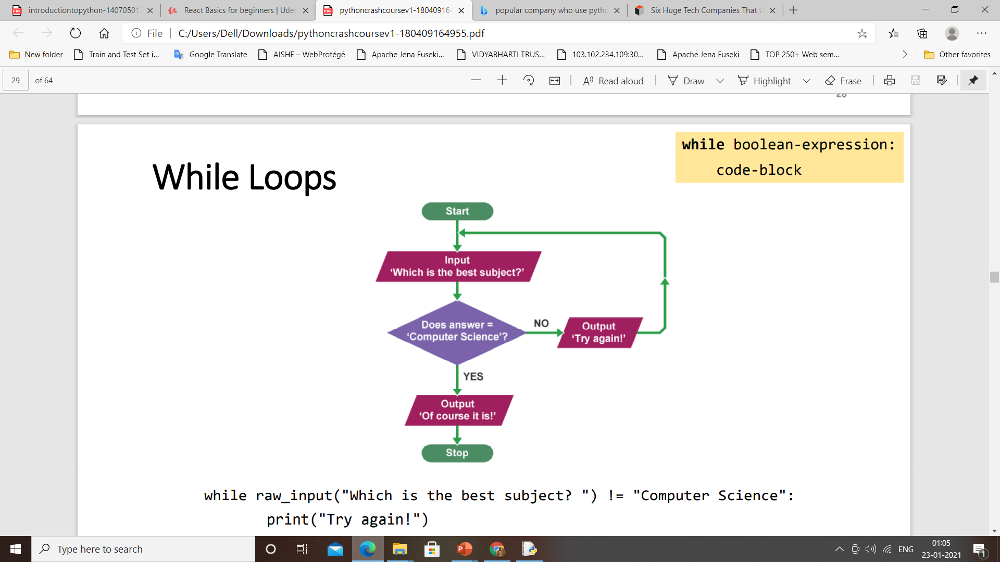 introductiontopython-14070501
React Basics for beginners | Uder
pythoncrashcoursev1-180409164
popular company who use pytho
Six Huge Tech Companies That U
File
C:/Users/Dell/Downloads/pythoncrashcoursev1-180409164955.pdf
New folder
Train and Test Set i...
Google Translate
AISHE – WebProtégé
Apache Jena Fuseki...
VIDYABHARTI TRUS...
103.102.234.109:30...
Apache Jena Fuseki
TOP 250+ Web sem...
Other favorites
29 of 64
Read aloud
Draw
Highlight
Erase
28
while boolean-expression:
code-block
While Loops
Start
Input
‘Which is the best subject?’
Does answer =
‘Computer Science’?
NO
Output
‘Try again!’
YES
Output
‘Of course it is!’
Stop
while raw_input("Which is the best subject? ") != "Computer Science":
print("Try again!")
Type here to search
ENG
01:05
23-01-2021
1